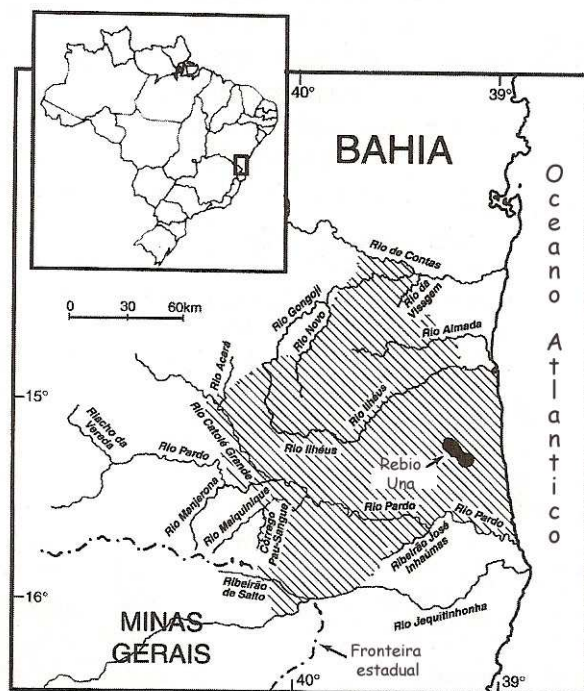 40°
39°
BAHIA
Oceano Atlantico
Rio de Contas
Rio da Visagem
Rio Gongoji
Rio Novo
Rio Almada
0 30 60km
Rio Acará
15°
Riacho da Vereda
Rio Catolé Grande
Rio Ilhéus
Rio Ilhéus
Rebio Una
Rio Pardo
Rio Manjerona
Rio Maiquinique
Córrego Pau-Sangue
Rio Pardo
Rio Pardo
Ribeirão José Inhaúmas
Ribeirão de Salto
16°
Rio Jequitinhonha
MINAS GERAIS
Fronteira estadual
40°
39°